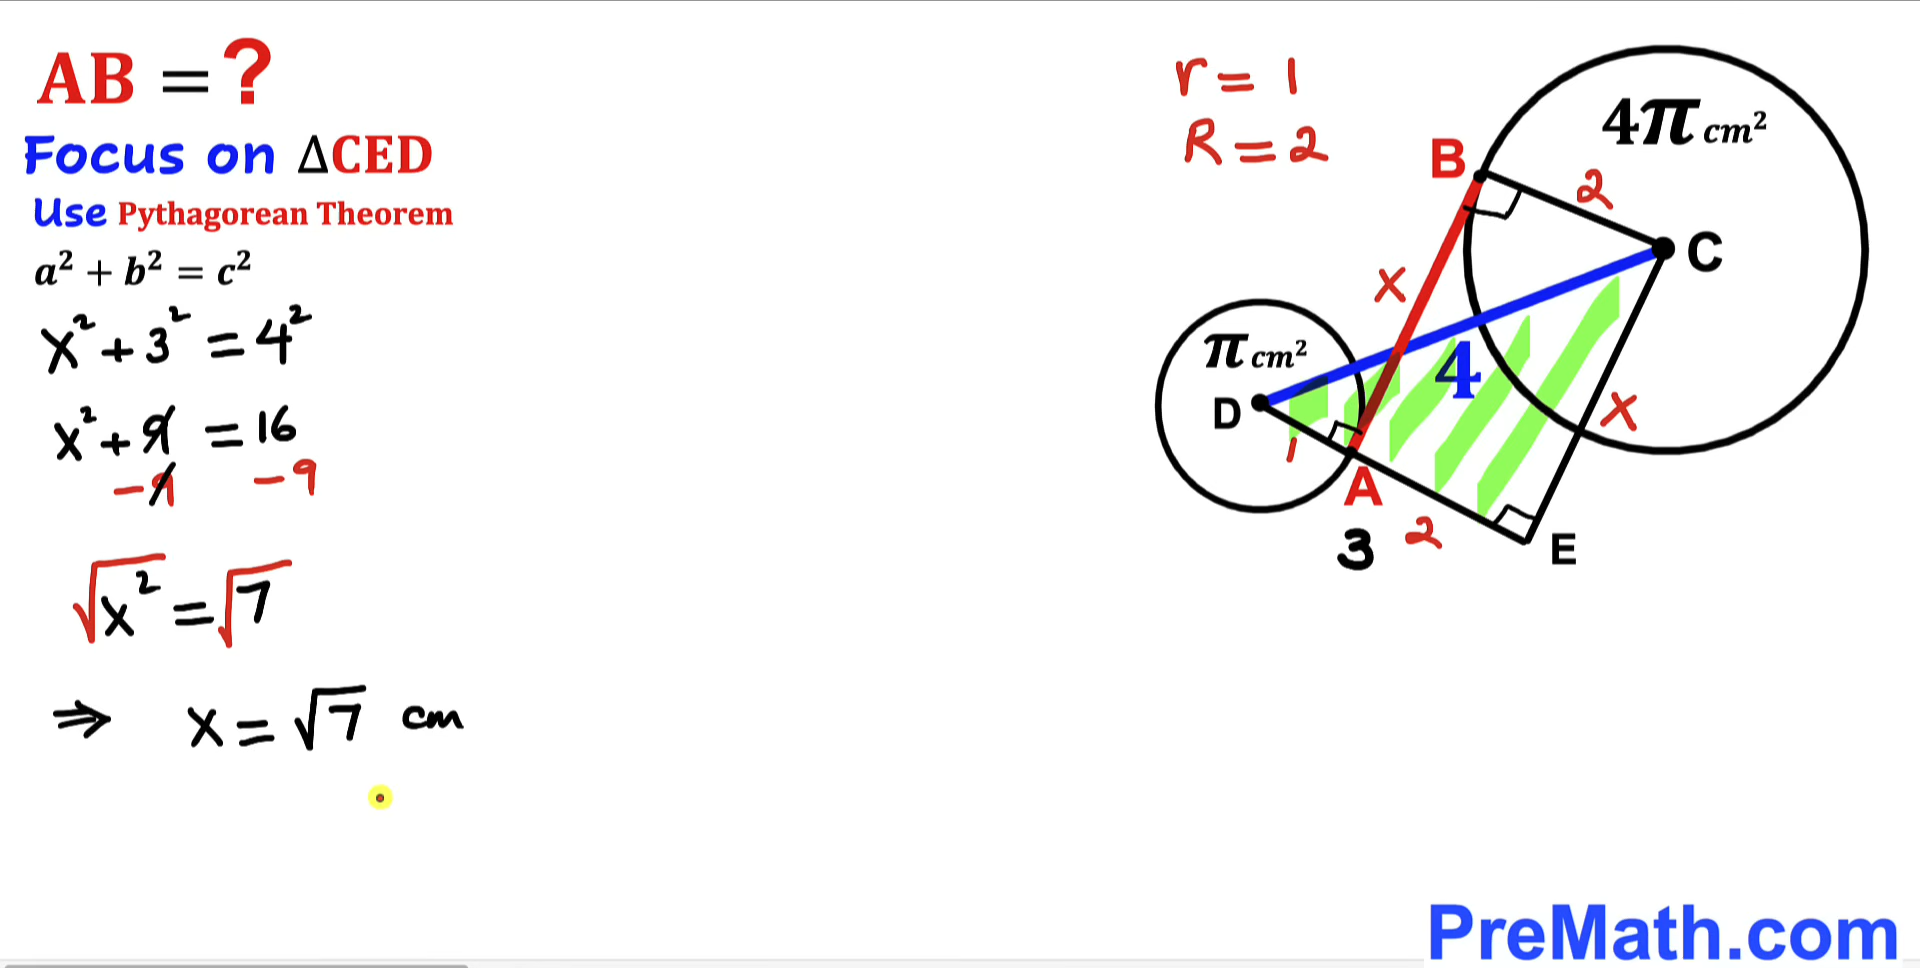 AB = ?
Focus on ΔCED
Use Pythagorean Theorem
a² + b² = c²
x² + 3² = 4²
x² + 9 = 16
-9 -9
√x² = √7
⇒ x = √7 cm
r = 1
R = 2
4π cm²
B
2
C
x
π cm²
4
D
x
1
A
3
2
E
PreMath.com